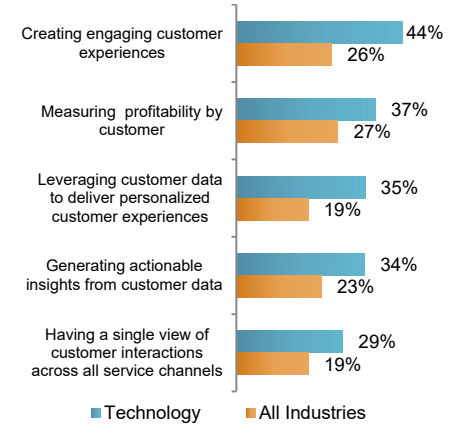 Creating engaging customer
experiences
44%
26%
Measuring profitability by
customer
37%
27%
Leveraging customer data
to deliver personalized
customer experiences
35%
19%
Generating actionable
insights from customer data
34%
23%
Having a single view of
customer interactions
across all service channels
29%
19%
Technology
All Industries